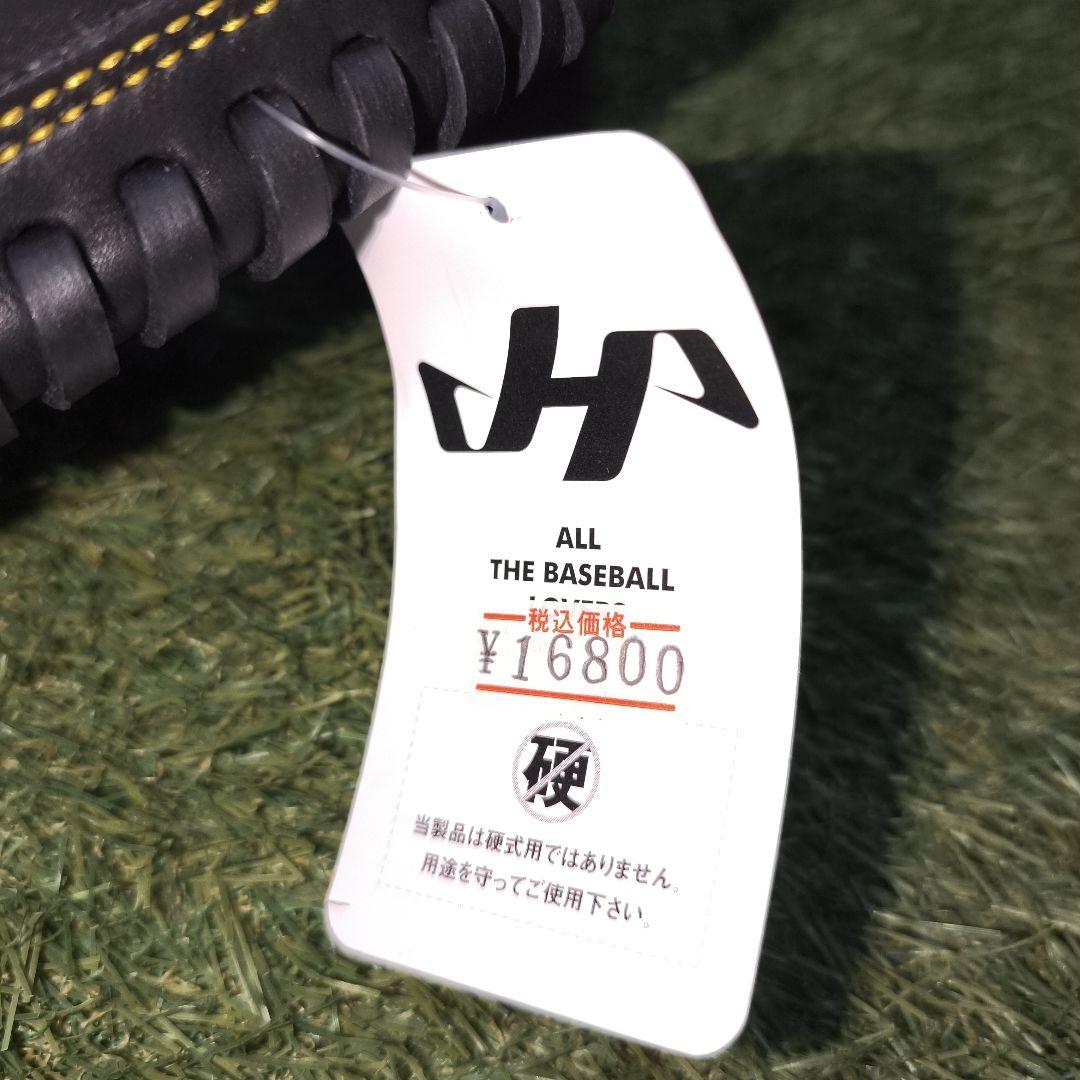 ALL
THE BASEBALL
税込価格
¥16800
硬
当製品は硬式用ではありません。
用途を守ってご使用下さい。